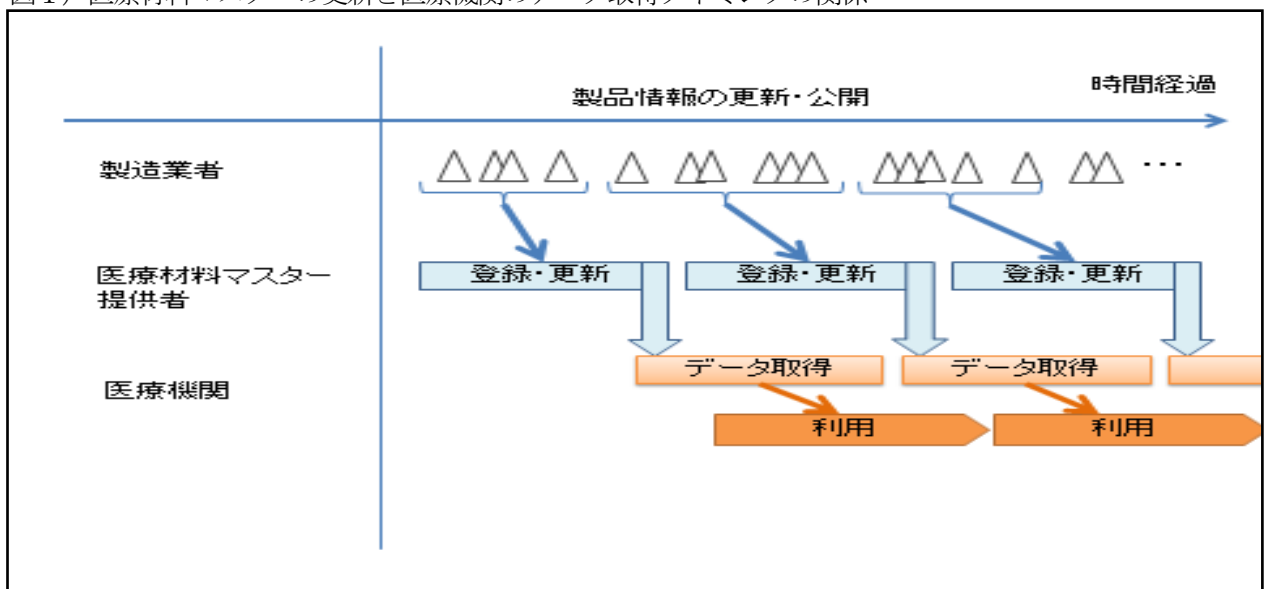 時間経過
製品情報の更新・公開
製造業者
・・・
医療材料マスター
提供者
登録・更新
登録・更新
登録・更新
医療機関
データ取得
データ取得
利用
利用